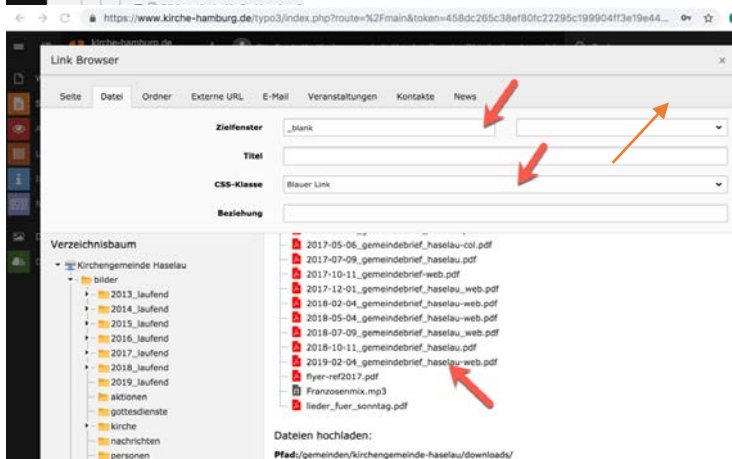 https://www.kirche-hamburg.de/typo3/index.php?route=%2Fmain&token=458dc265c38ef80fc22295c199904ff3e19e44...
kirche-hamburg.de
Link Browser
Seite Datei Ordner Externe URL E-Mail Veranstaltungen Kontakte News
Zielfenster _blank
Titel
CSS-Klasse Blauer Link
Beziehung
Verzeichnisbaum
Kirchengemeinde Haselau
bilder
2013_laufend
2014_laufend
2015_laufend
2016_laufend
2017_laufend
2018_laufend
2019_laufend
aktionen
gottesdienste
kirche
nachrichten
personen
2017-05-06_gemeindebrief_haselau-col.pdf
2017-07-09_gemeindebrief_haselau.pdf
2017-10-11_gemeindebrief-web.pdf
2017-12-01_gemeindebrief_haselau_web.pdf
2018-02-04_gemeindebrief_haselau-web.pdf
2018-05-04_gemeindebrief_haselau-web.pdf
2018-07-09_gemeindebrief_haselau_web.pdf
2018-10-11_gemeindebrief_haselau.pdf
2019-02-04_gemeindebrief_haselau-web.pdf
flyer-ref2017.pdf
Franzosenmix.mp3
lieder_fuer_sonntag.pdf
Dateien hochladen:
Pfad:/gemeinden/kirchengemeinde-haselau/downloads/